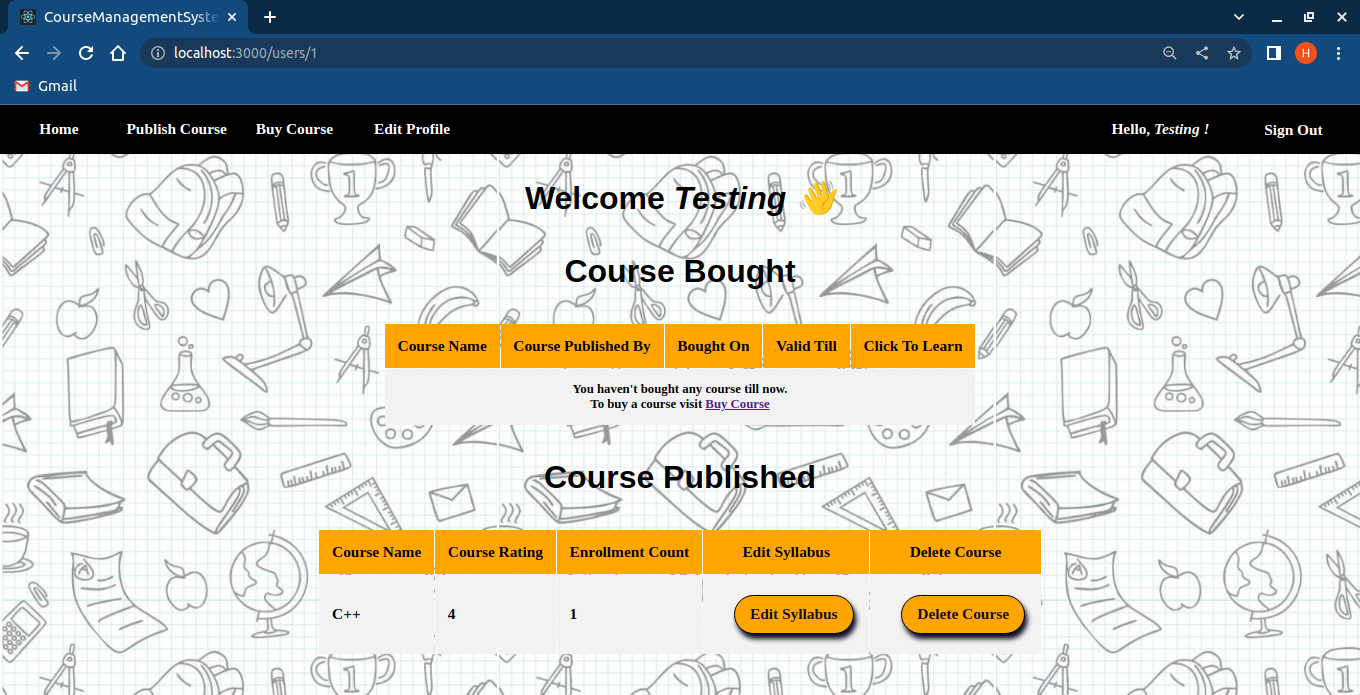 CourseManagementSyste
localhost:3000/users/1
H
Gmail
Home Publish Course Buy Course Edit Profile Hello, Testing ! Sign Out
Welcome Testing 👋
Course Bought
Course Name Course Published By Bought On Valid Till Click To Learn
You haven't bought any course till now.
To buy a course visit Buy Course
Course Published
Course Name Course Rating Enrollment Count Edit Syllabus Delete Course
C++ 4 1 Edit Syllabus Delete Course